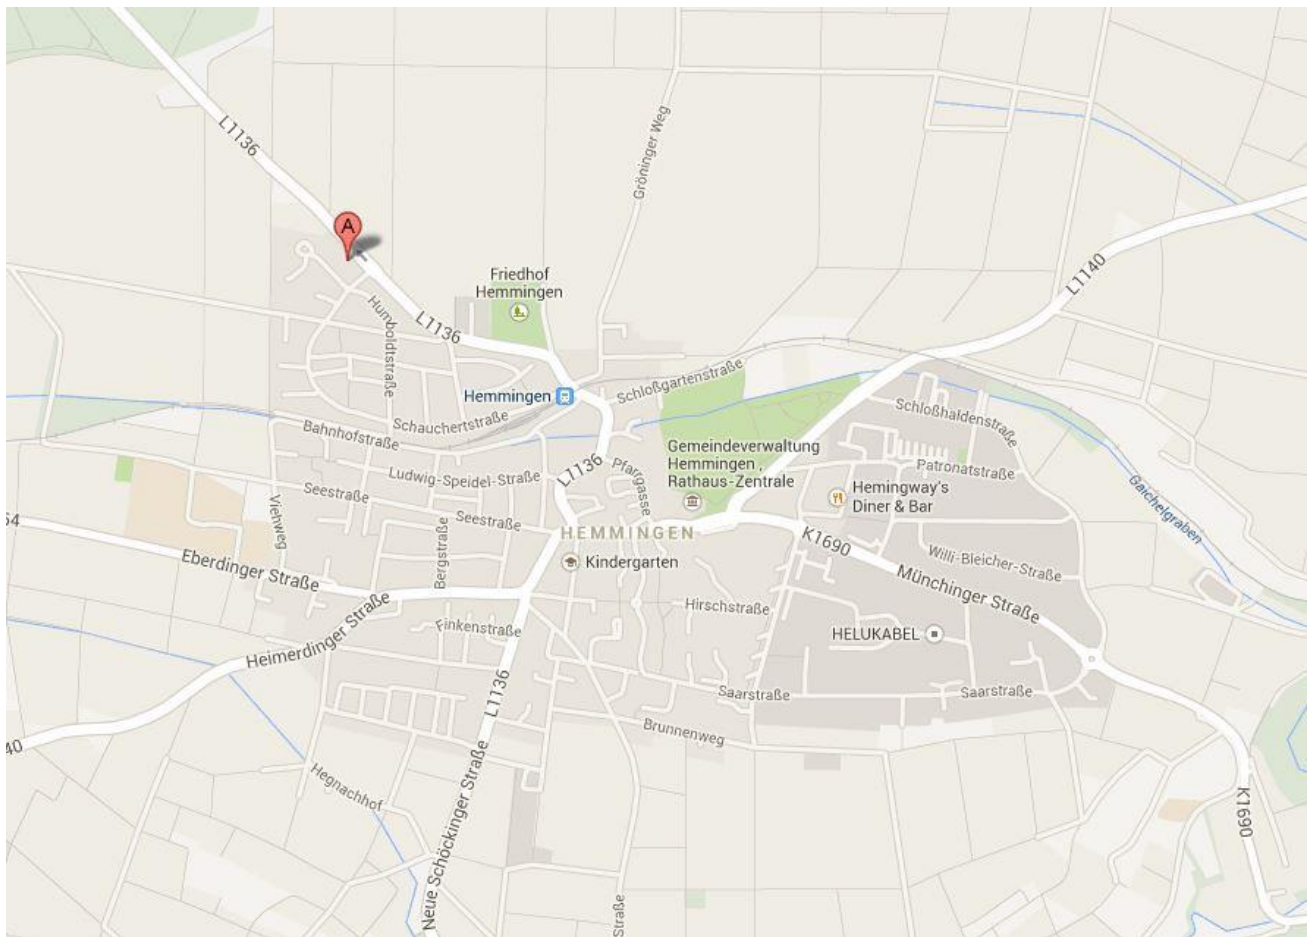 L1136
Gröninger Weg
A
L1140
Friedhof
Hemmingen
Humboldtstraße
L1136
Hemmingen
Schloßgartenstraße
Schauchertstraße
Bahnhofstraße
Schloßhaldenstraße
Gemeindeverwaltung
Hemmingen ,
Rathaus-Zentrale
L1136
Pfarrgasse
Ludwig-Speidel-Straße
Patronatstraße
Seestraße
Hemingway's
Diner & Bar
Viehweg
Seestraße
HEMMINGEN
K1690
Eberdinger Straße
Bergstraße
Kindergarten
Willi-Bleicher-Straße
Münchinger Straße
Heimerdinger Straße
Finkenstraße
Hirschstraße
HELUKABEL
L1136
Saarstraße
Saarstraße
Brunnenweg
40
Hegnachhof
K1690
Neue Schöckinger Straße
Straße